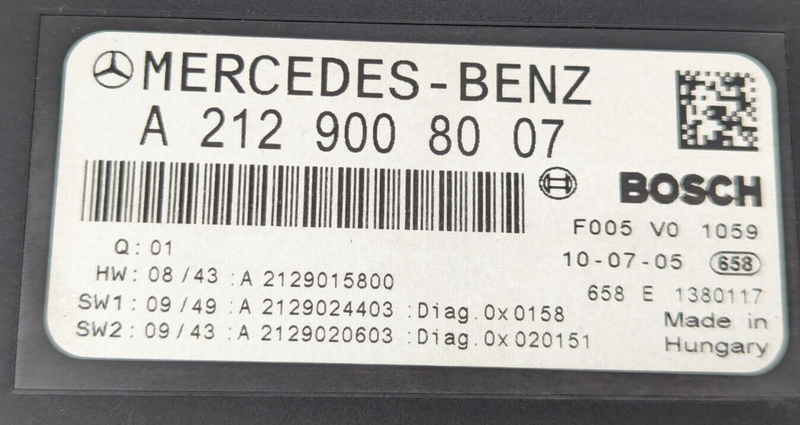 MERCEDES-BENZ
A 212 900 80 07
BOSCH
F005 V0 1059
Q: 01
10-07-05 658
HW: 08/43 :A 2129015800
658 E 1380117
SW1: 09/49 :A 2129024403 :Diag.0x0158
Made in
SW2: 09/43 :A 2129020603 :Diag.0x020151
Hungary